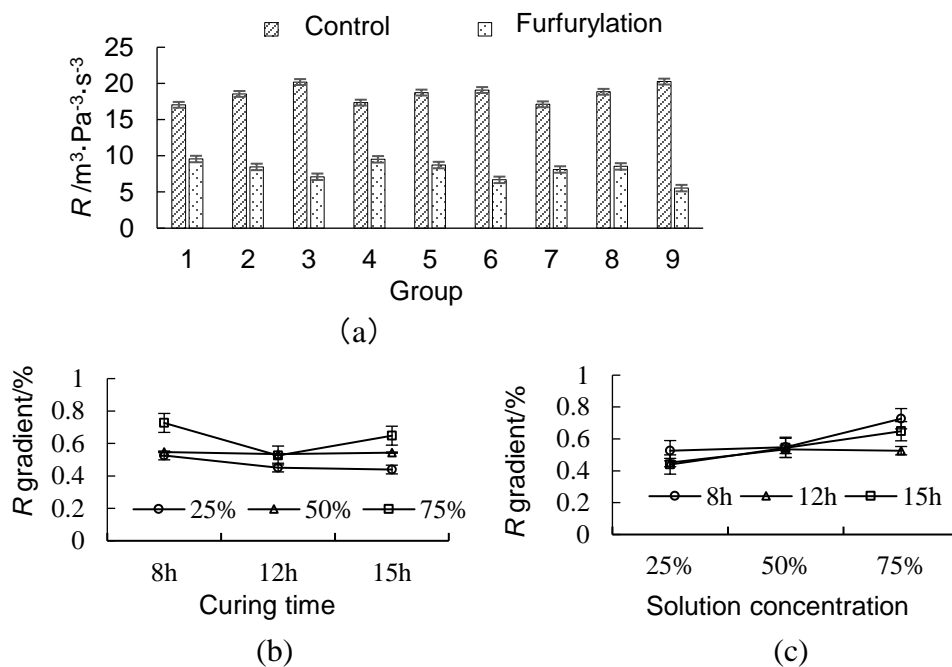 Control Furfurylation
R /m³·Pa⁻³·s⁻³
25
20
15
10
5
0
1 2 3 4 5 6 7 8 9
Group
(a)
R gradient/%
1
0.8
0.6
0.4
0.2
0
25% 50% 75%
8h 12h 15h
Curing time
(b)
R gradient/%
1
0.8
0.6
0.4
0.2
0
8h 12h 15h
25% 50% 75%
Solution concentration
(c)